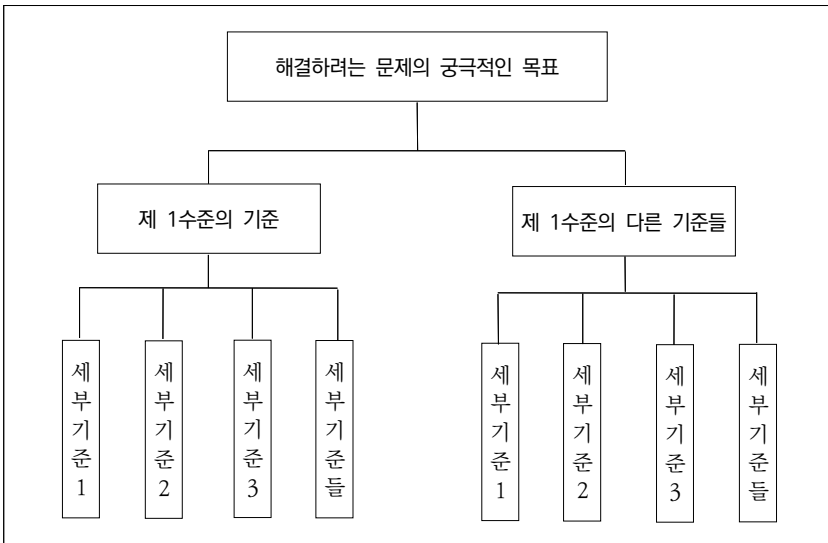 해결하려는 문제의 궁극적인 목표
제 1수준의 기준
제 1수준의 다른 기준들
세부기준1
세부기준2
세부기준3
세부기준들
세부기준1
세부기준2
세부기준3
세부기준들